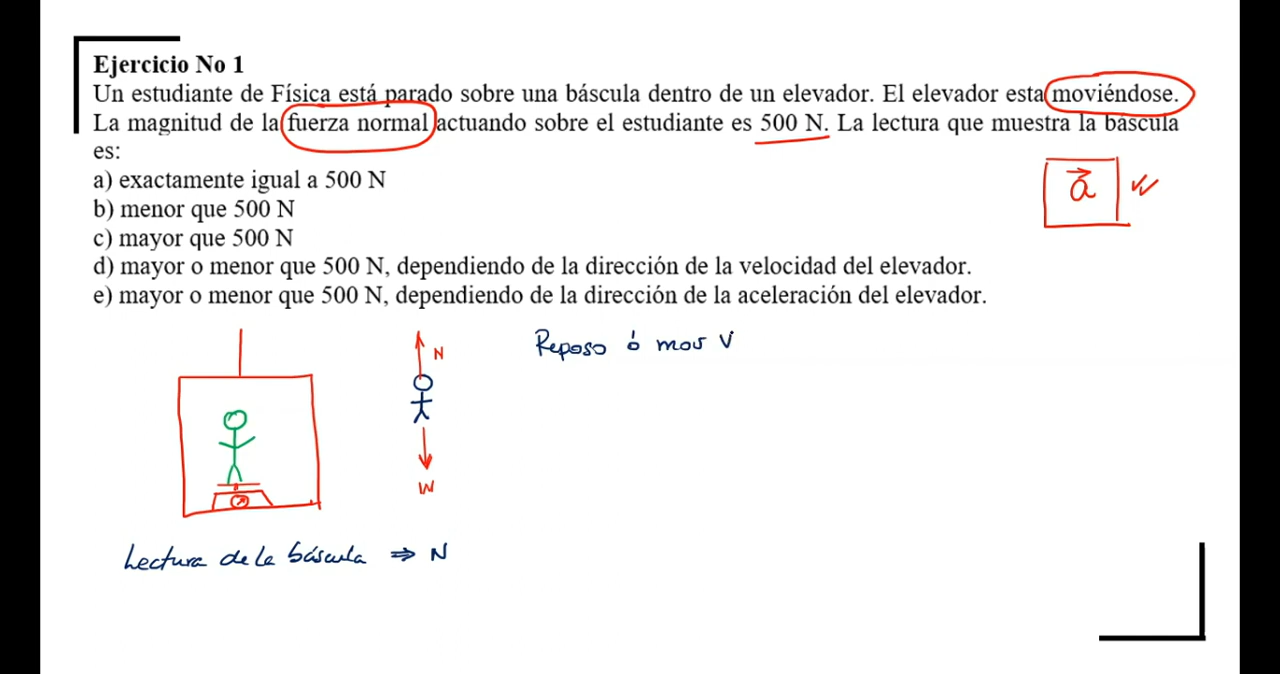 Ejercicio No 1
Un estudiante de Física está parado sobre una báscula dentro de un elevador. El elevador esta moviéndose.
La magnitud de la fuerza normal actuando sobre el estudiante es 500 N. La lectura que muestra la báscula
es:
a) exactamente igual a 500 N
b) menor que 500 N
c) mayor que 500 N
d) mayor o menor que 500 N, dependiendo de la dirección de la velocidad del elevador.
e) mayor o menor que 500 N, dependiendo de la dirección de la aceleración del elevador.
a⃗
N
Reposo ó mov V
W
Lectura de la báscula ⇒ N